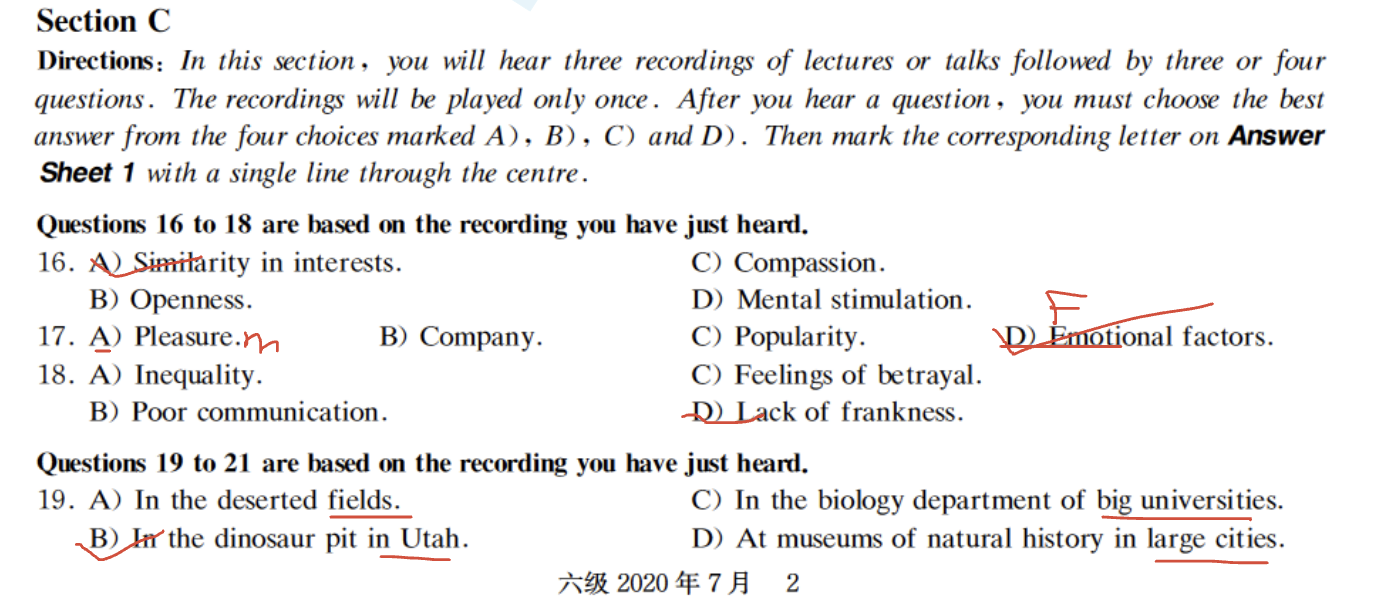 Section C
Directions: In this section, you will hear three recordings of lectures or talks followed by three or four
questions. The recordings will be played only once. After you hear a question, you must choose the best
answer from the four choices marked A), B), C) and D). Then mark the corresponding letter on Answer
Sheet 1 with a single line through the centre.
Questions 16 to 18 are based on the recording you have just heard.
16. A) Similarity in interests. C) Compassion.
B) Openness. D) Mental stimulation. F
17. A) Pleasure. m B) Company. C) Popularity. D) Emotional factors.
18. A) Inequality. C) Feelings of betrayal.
B) Poor communication. D) Lack of frankness.
Questions 19 to 21 are based on the recording you have just heard.
19. A) In the deserted fields. C) In the biology department of big universities.
B) In the dinosaur pit in Utah. D) At museums of natural history in large cities.
六级 2020 年 7 月 2